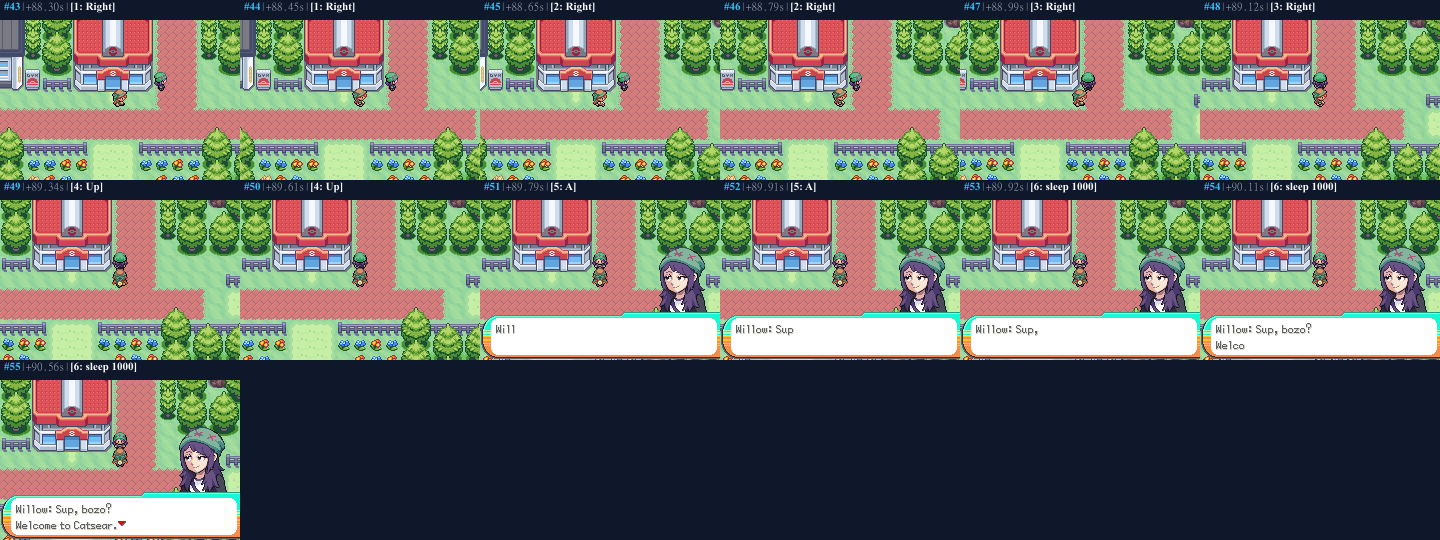 #43|+88.30s|[1: Right]
#44|+88.45s|[1: Right]
#45|+88.65s|[2: Right]
#46|+88.79s|[2: Right]
#47|+88.99s|[3: Right]
#48|+89.12s|[3: Right]
#49|+89.34s|[4: Up]
#50|+89.61s|[4: Up]
#51|+89.79s|[5: A]
#52|+89.91s|[5: A]
#53|+89.92s|[6: sleep 1000]
#54|+90.11s|[6: sleep 1000]
Will
Willow: Sup
Willow: Sup,
Willow: Sup, bozo?
Welco
#55|+90.56s|[6: sleep 1000]
Willow: Sup, bozo?
Welcome to Catsear.